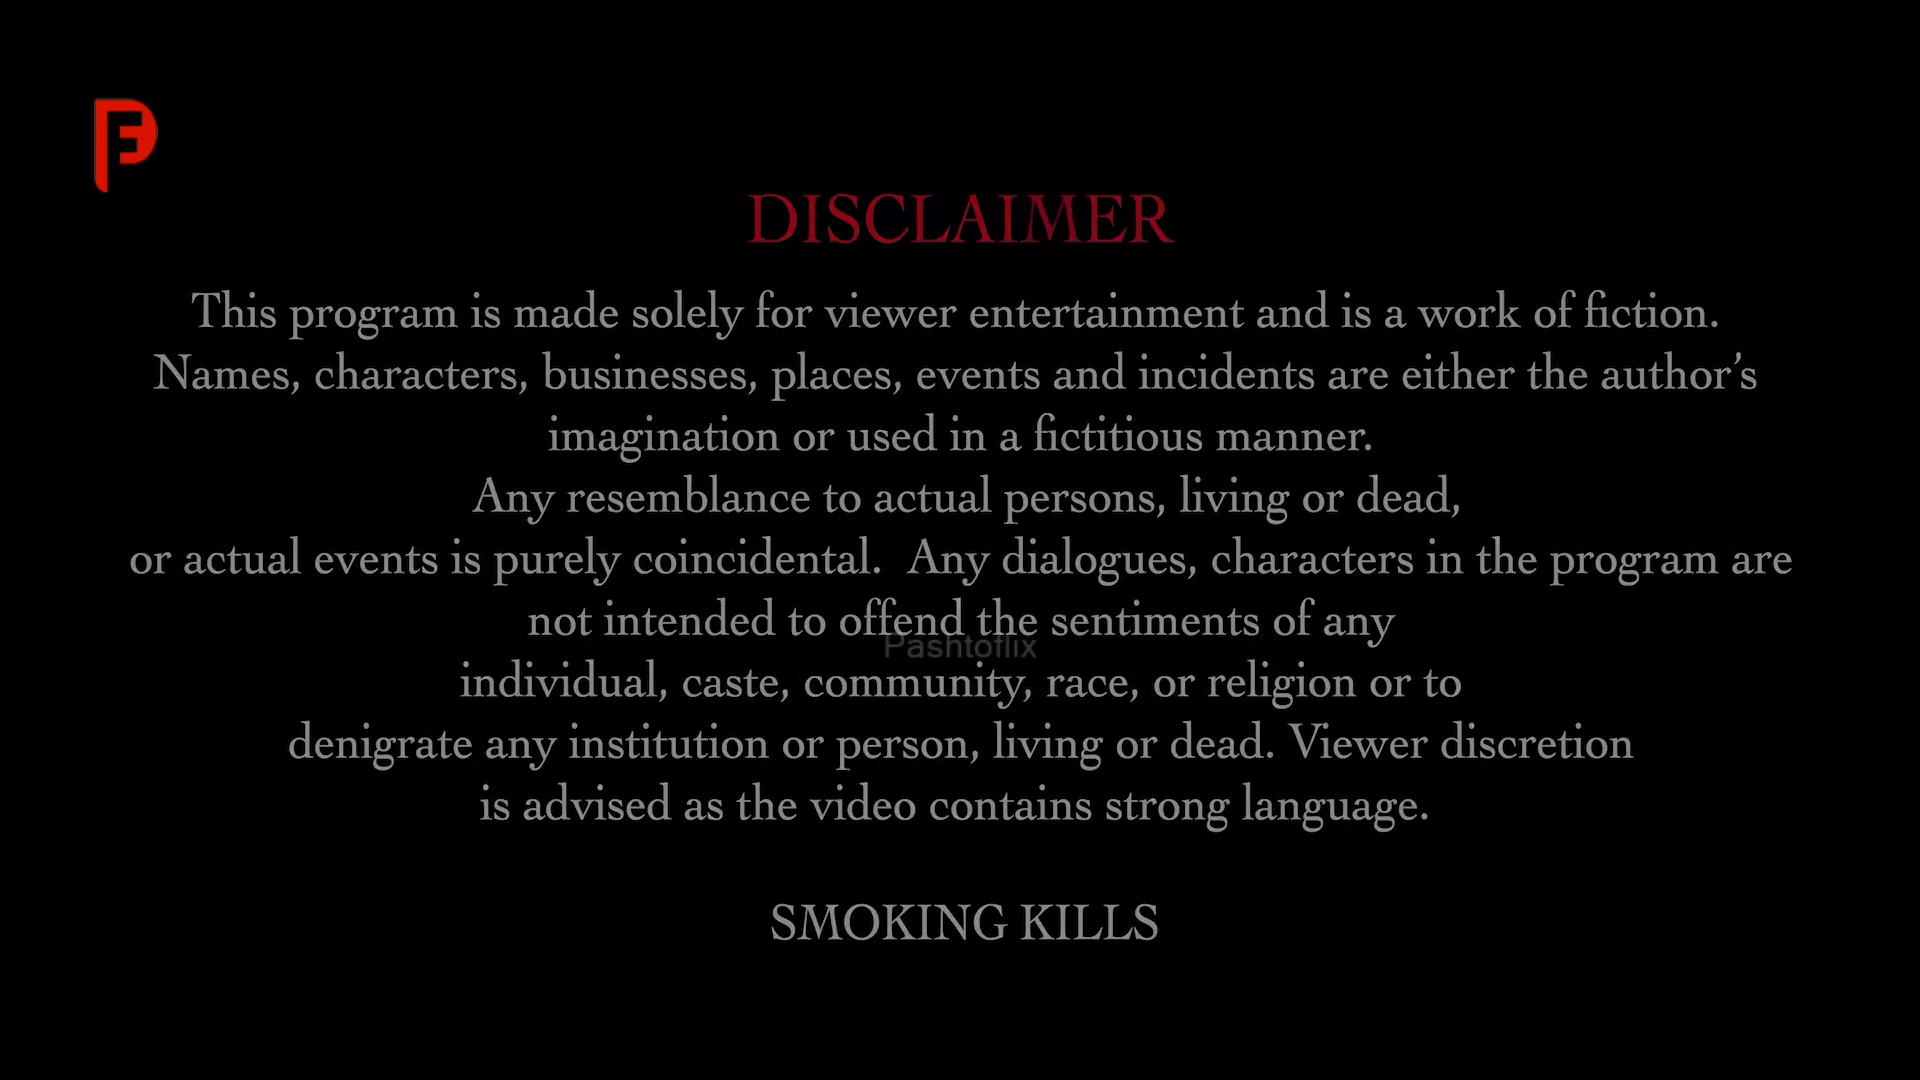 DISCLAIMER
This program is made solely for viewer entertainment and is a work of fiction.
Names, characters, businesses, places, events and incidents are either the author’s
imagination or used in a fictitious manner.
Any resemblance to actual persons, living or dead,
or actual events is purely coincidental.  Any dialogues, characters in the program are
not intended to offend the sentiments of any
Pashtoflix
individual, caste, community, race, or religion or to
denigrate any institution or person, living or dead. Viewer discretion
is advised as the video contains strong language.
SMOKING KILLS